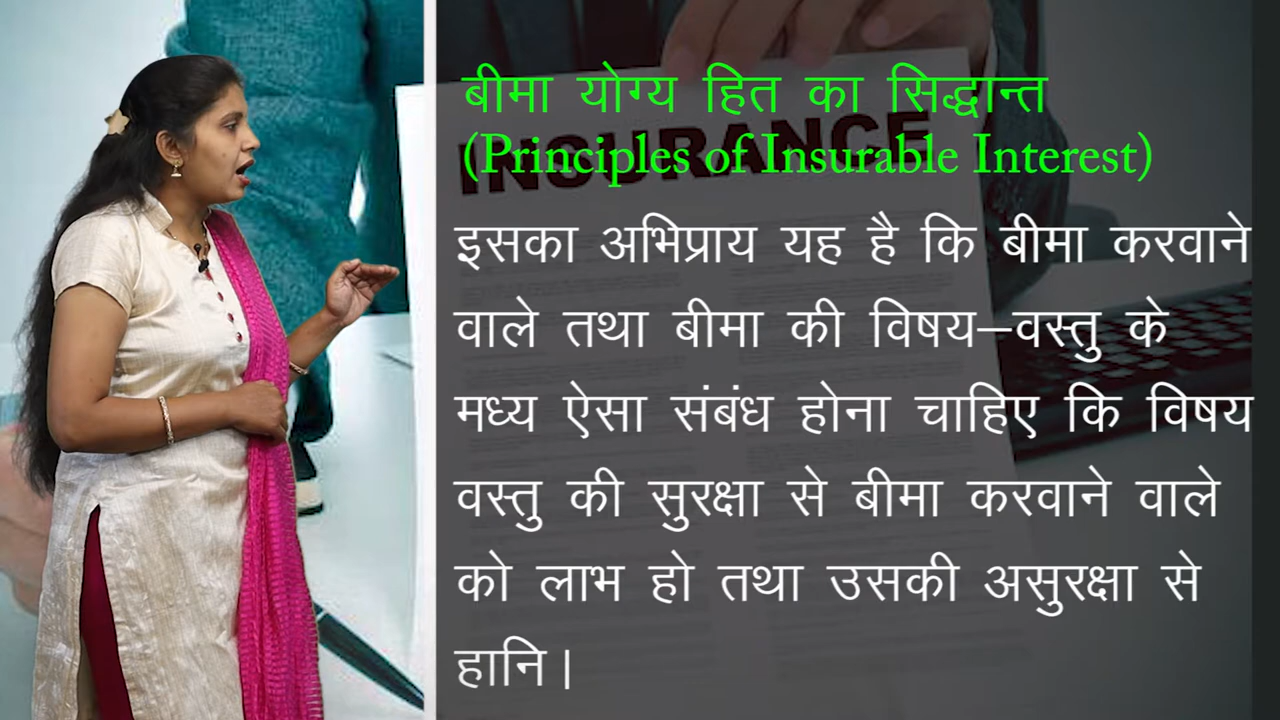 बीमा योग्य हित का सिद्धान्त
(Principles of Insurable Interest)
INSURANCE
इसका अभिप्राय यह है कि बीमा करवाने
वाले तथा बीमा की विषय–वस्तु के
मध्य ऐसा संबंध होना चाहिए कि विषय
वस्तु की सुरक्षा से बीमा करवाने वाले
को लाभ हो तथा उसकी असुरक्षा से
हानि।